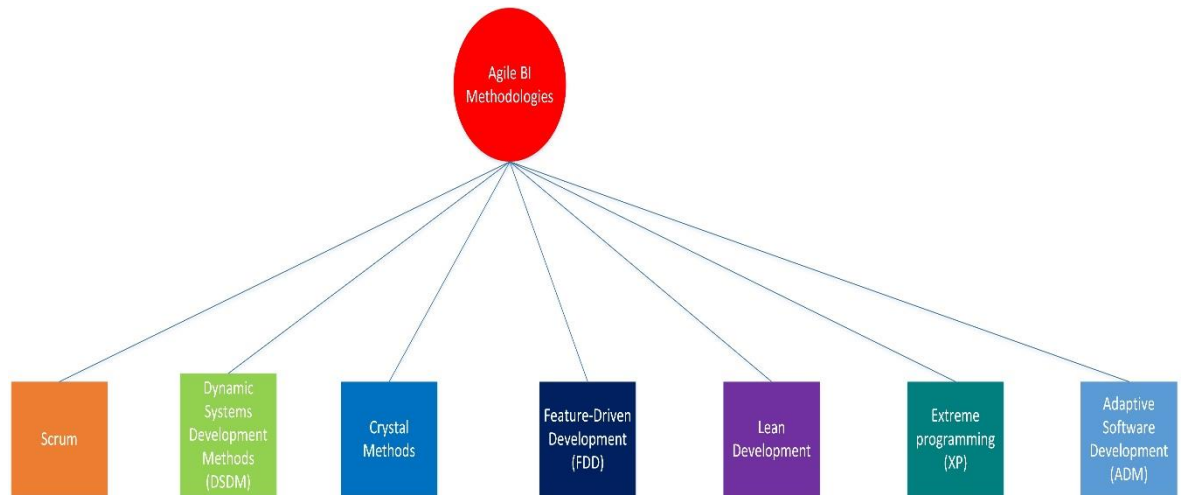 Agile BI
Methodologies
Scrum
Dynamic
Systems
Development
Methods
(DSDM)
Crystal
Methods
Feature-Driven
Development
(FDD)
Lean
Development
Extreme
programming
(XP)
Adaptive
Software
Development
(ADM)